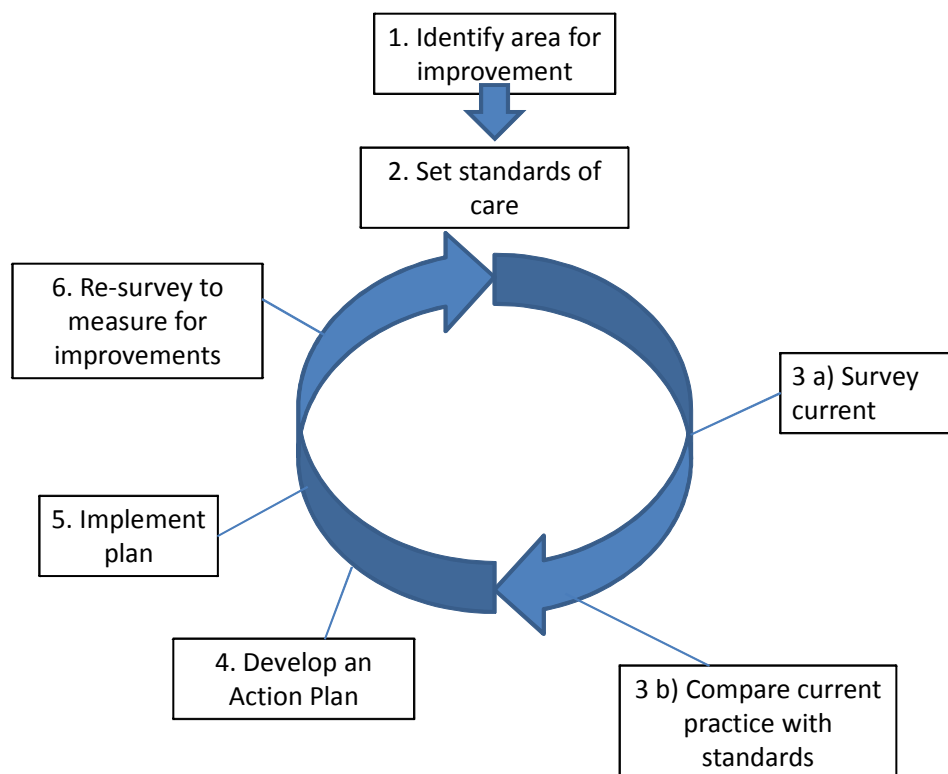 1. Identify area for
improvement
2. Set standards of
care
3 a) Survey
current
3 b) Compare current
practice with
standards
4. Develop an
Action Plan
5. Implement
plan
6. Re-survey to
measure for
improvements